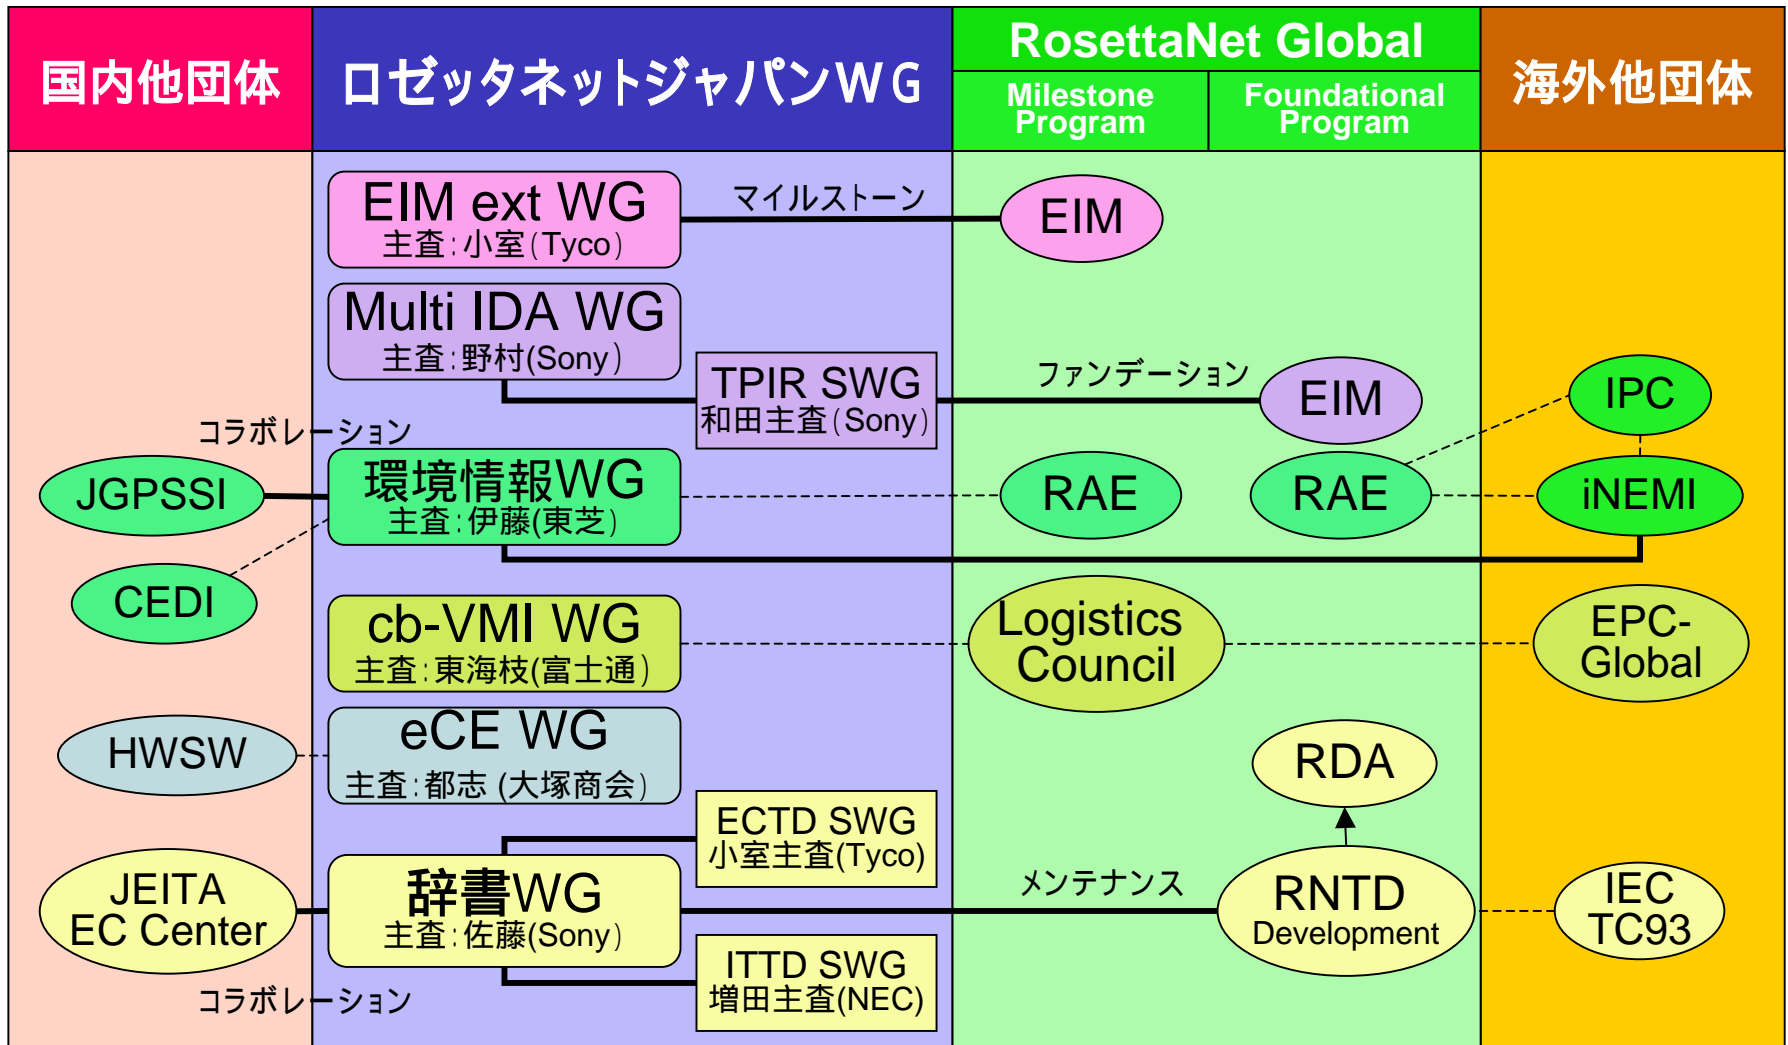 国内他団体
ロゼッタネットジャパンWG
RosettaNet Global
Milestone
Program
Foundational
Program
海外他団体
EIM ext WG
主査:小室(Tyco)
マイルストーン
EIM
Multi IDA WG
主査:野村(Sony)
TPIR SWG
和田主査(Sony)
ファンデーション
EIM
IPC
コラボレーション
JGPSSI
環境情報WG
主査:伊藤(東芝)
RAE
RAE
iNEMI
CEDI
cb-VMI WG
主査:東海枝(富士通)
Logistics
Council
EPC-
Global
HWSW
eCE WG
主査:都志 (大塚商会)
RDA
ECTD SWG
小室主査(Tyco)
JEITA
EC Center
辞書WG
主査:佐藤(Sony)
メンテナンス
RNTD
Development
IEC
TC93
ITTD SWG
増田主査(NEC)
コラボレーション